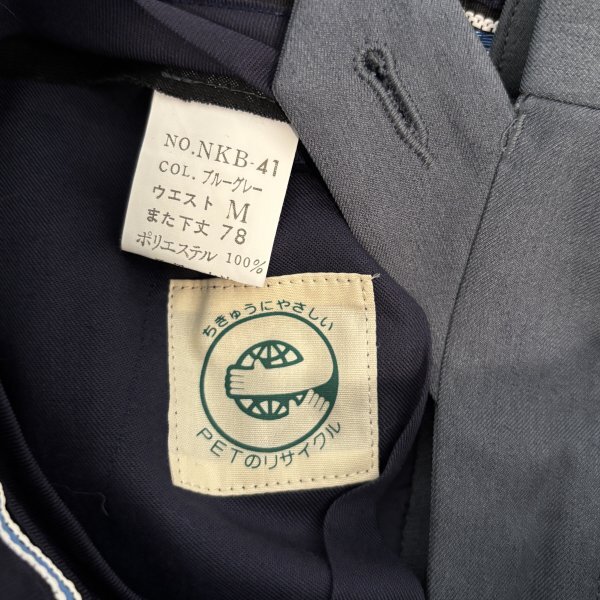 NO.NKB-41
COL. ブルーグレー
ウエスト M
また下丈 78
ポリエステル 100%
ちきゅうにやさしい
PETのリサイクル